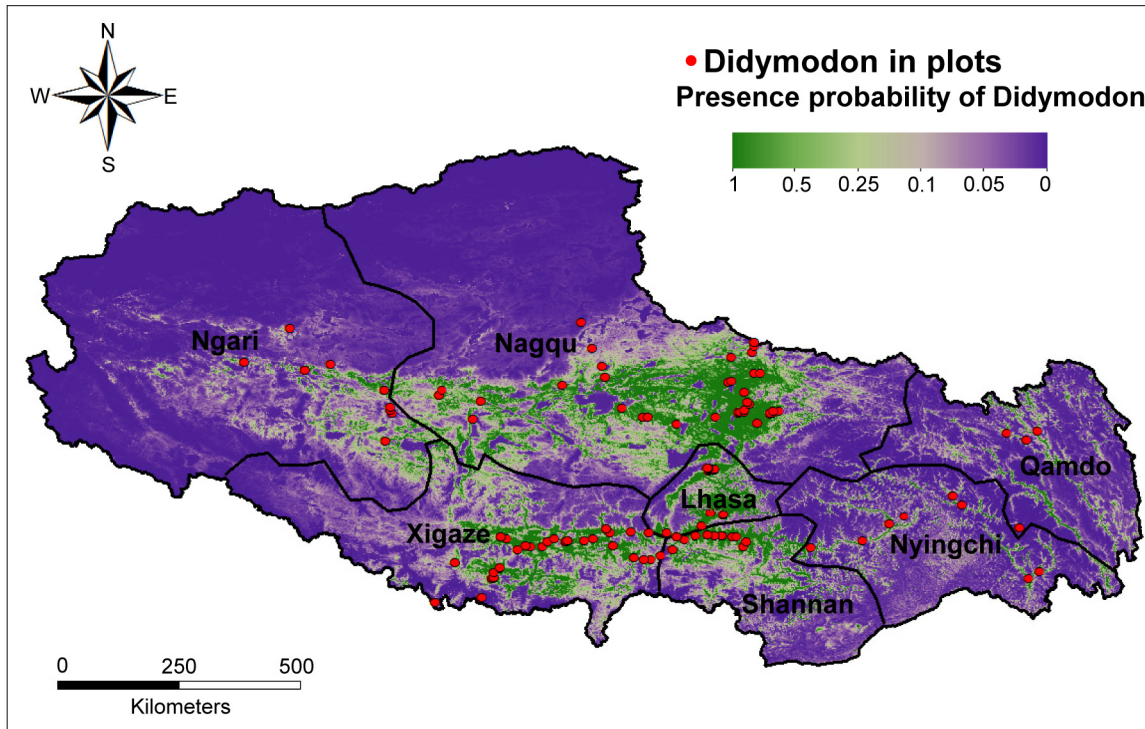 N
W E
S
Didymodon in plots
Presence probability of Didymodon
1 0.5 0.25 0.1 0.05 0
Ngari
Nagqu
Qamdo
Lhasa
Xigaze
Nyingchi
Shannan
0 250 500
Kilometers